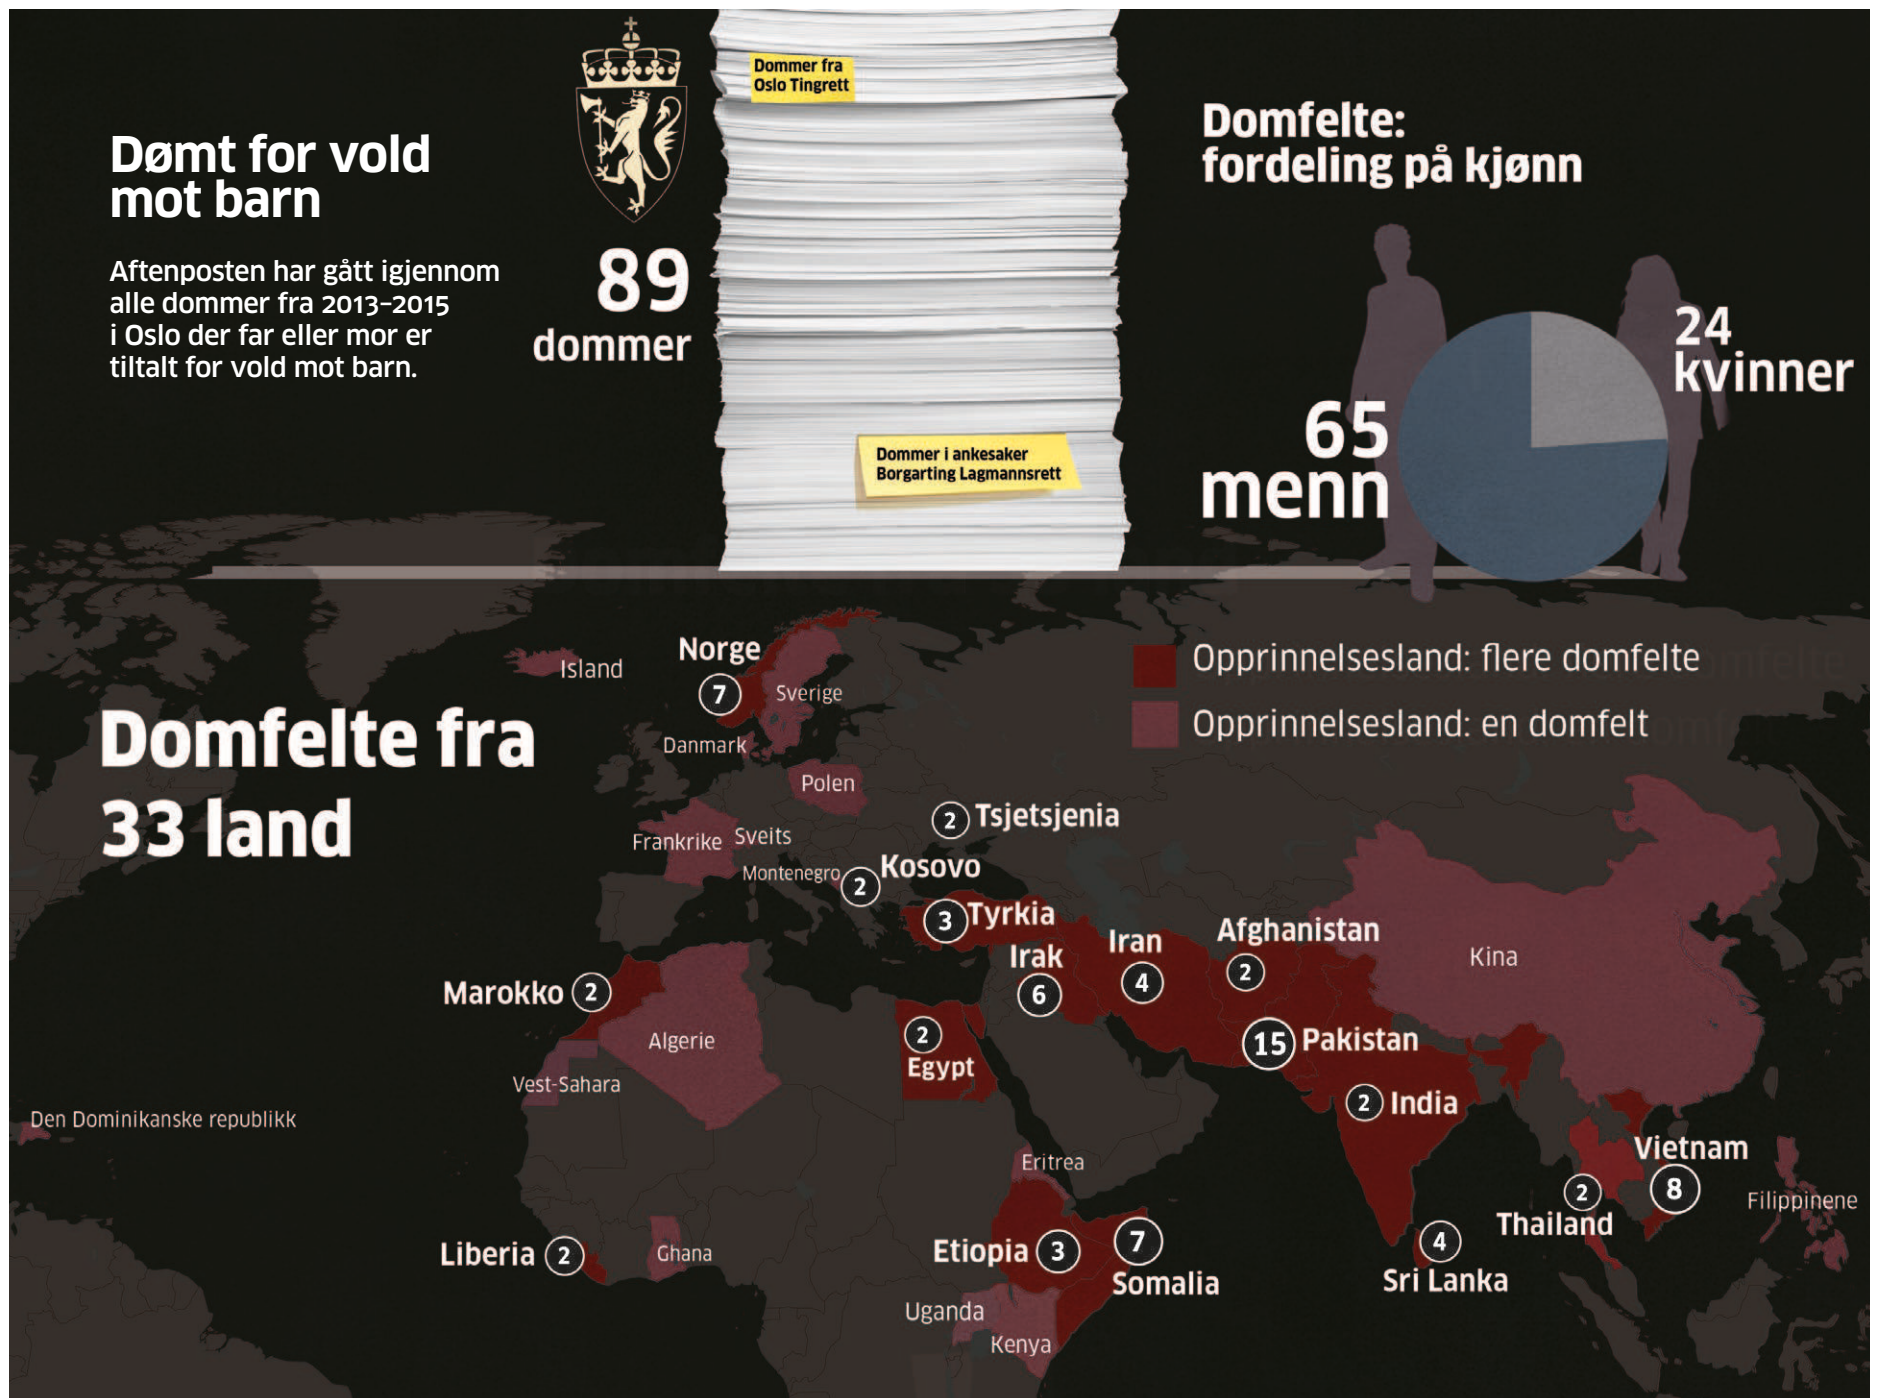 Dommer fra
Oslo Tingrett
Dømt for vold
mot barn
Aftenposten har gått igjennom
alle dommer fra 2013–2015
i Oslo der far eller mor er
tiltalt for vold mot barn.
89
dommer
Dommer i ankesaker
Borgarting Lagmannsrett
Domfelte:
fordeling på kjønn
24
kvinner
65
menn
Domfelte fra
33 land
Opprinnelsesland: flere domfelte
Opprinnelsesland: en domfelt
Island
Norge
7
Sverige
Danmark
Polen
2 Tsjetsjenia
Frankrike
Sveits
Montenegro
2
Kosovo
3 Tyrkia
Irak
6
Iran
4
Afghanistan
2
Kina
Marokko 2
Algerie
2
Egypt
15 Pakistan
Vest-Sahara
2 India
Den Dominikanske republikk
Eritrea
Vietnam
8
2
Thailand
Filippinene
Liberia 2
Ghana
Etiopia 3
7
Somalia
4
Sri Lanka
Uganda
Kenya